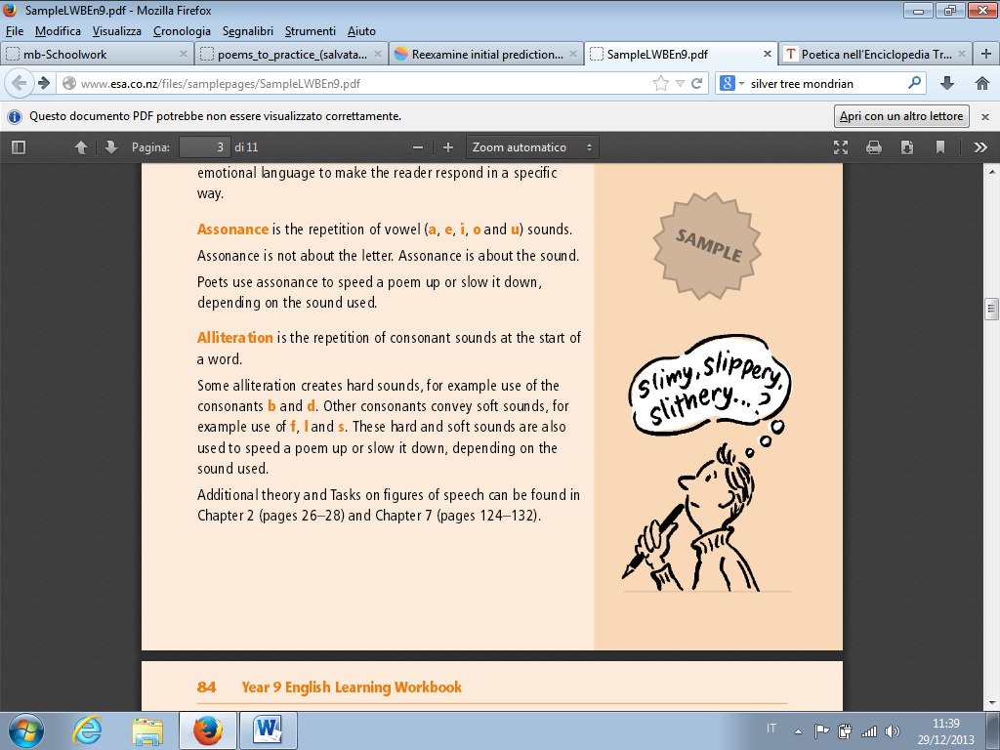 SampleLWBEn9.pdf - Mozilla Firefox
File Modifica Visualizza Cronologia Segnalibri Strumenti Aiuto
mb-Schoolwork
poems_to_practice_(salvata...
Reexamine initial prediction...
SampleLWBEn9.pdf
Poetica nell'Enciclopedia Tr...
www.esa.co.nz/files/samplepages/SampleLWBEn9.pdf
silver tree mondrian
Questo documento PDF potrebbe non essere visualizzato correttamente.
Apri con un altro lettore
Pagina: 3 di 11
Zoom automatico
emotional language to make the reader respond in a specific
way.
Assonance is the repetition of vowel (a, e, i, o and u) sounds.
Assonance is not about the letter. Assonance is about the sound.
Poets use assonance to speed a poem up or slow it down,
depending on the sound used.
Alliteration is the repetition of consonant sounds at the start of
a word.
Some alliteration creates hard sounds, for example use of the
consonants b and d. Other consonants convey soft sounds, for
example use of f, l and s. These hard and soft sounds are also
used to speed a poem up or slow it down, depending on the
sound used.
Additional theory and Tasks on figures of speech can be found in
Chapter 2 (pages 26–28) and Chapter 7 (pages 124–132).
SAMPLE
slimy, slippery,
slithery...?
84 Year 9 English Learning Workbook
IT
11:39
29/12/2013